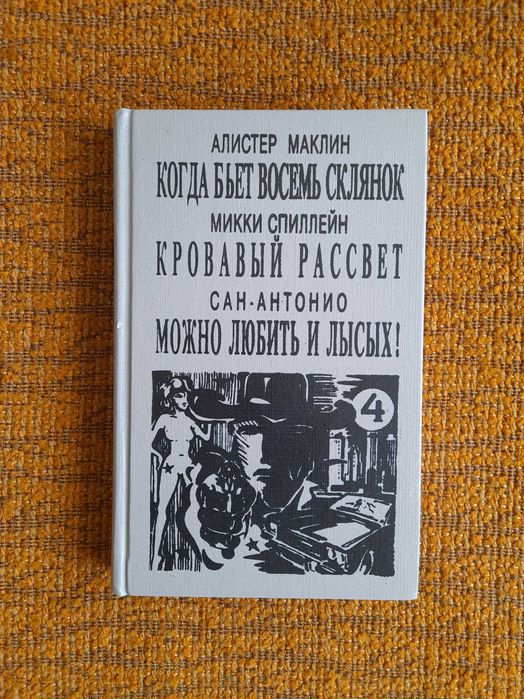 АЛИСТЕР МАКЛИН
КОГДА БЬЕТ ВОСЕМЬ СКЛЯНОК
МИККИ СПИЛЛЕЙН
КРОВАВЫЙ РАССВЕТ
САН-АНТОНИО
МОЖНО ЛЮБИТЬ И ЛЫСЫХ!
4